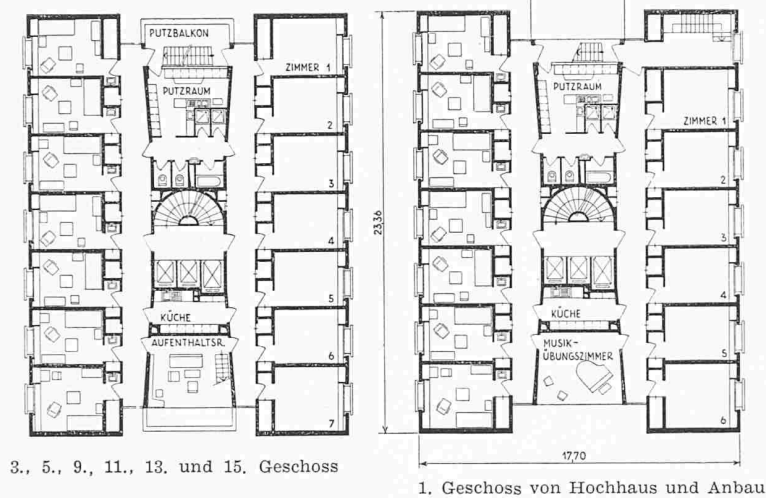 PUTZBALKON
ZIMMER 1
PUTZRAUM
2
3
4
5
KÜCHE
6
AUFENTHALTSR.
7
3., 5., 9., 11., 13. und 15. Geschoss
PUTZRAUM
ZIMMER 1
2
3
23,36
4
KÜCHE
5
MUSIK-
ÜBUNGSZIMMER
6
17,70
1. Geschoss von Hochhaus und Anbau